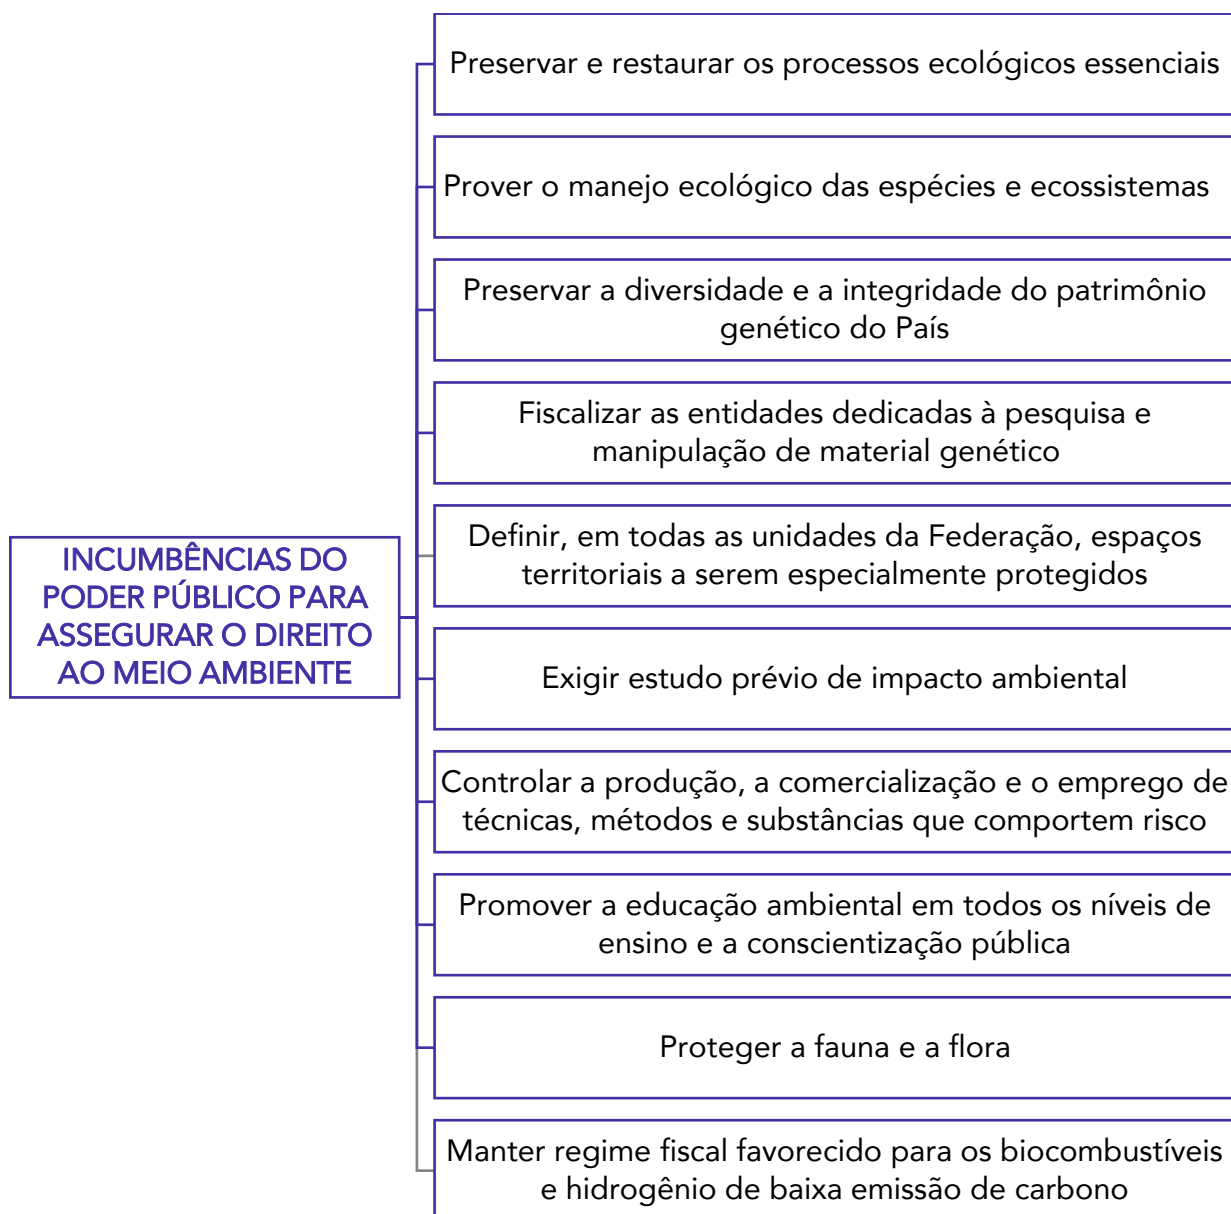 Preservar e restaurar os processos ecológicos essenciais
Prover o manejo ecológico das espécies e ecossistemas
Preservar a diversidade e a integridade do patrimônio
genético do País
Fiscalizar as entidades dedicadas à pesquisa e
manipulação de material genético
Definir, em todas as unidades da Federação, espaços
territoriais a serem especialmente protegidos
INCUMBÊNCIAS DO
PODER PÚBLICO PARA
ASSEGURAR O DIREITO
AO MEIO AMBIENTE
Exigir estudo prévio de impacto ambiental
Controlar a produção, a comercialização e o emprego de
técnicas, métodos e substâncias que comportem risco
Promover a educação ambiental em todos os níveis de
ensino e a conscientização pública
Proteger a fauna e a flora
Manter regime fiscal favorecido para os biocombustíveis
e hidrogênio de baixa emissão de carbono